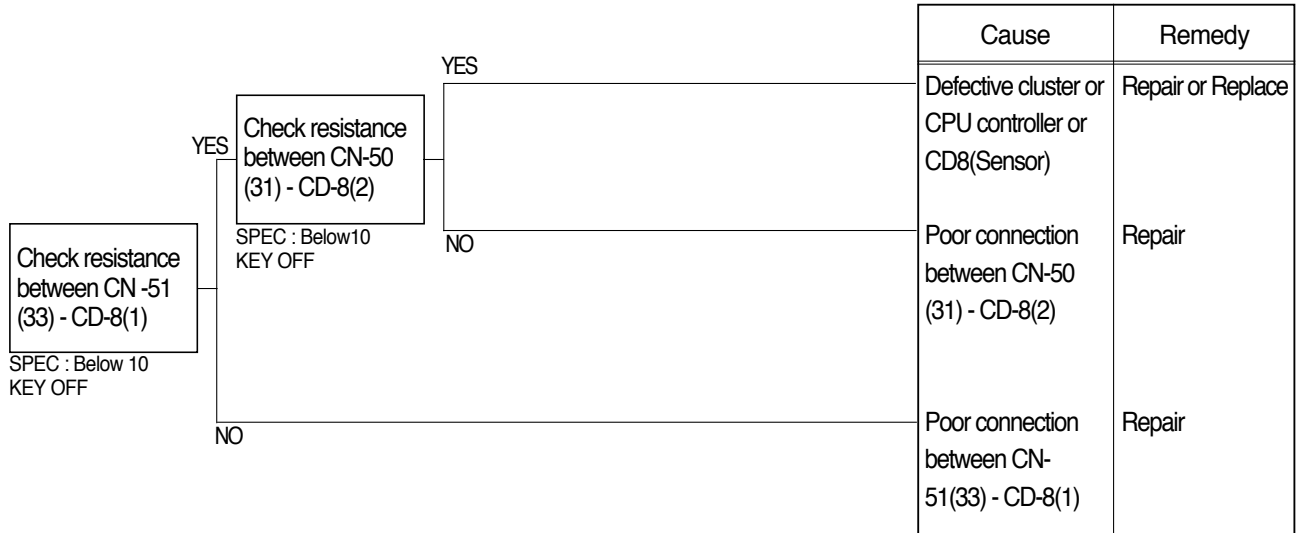 Cause
Remedy
YES
Defective cluster or
CPU controller or
CD8(Sensor)
Repair or Replace
YES
Check resistance
between CN-50
(31) - CD-8(2)
SPEC : Below10
KEY OFF
NO
Poor connection
between CN-50
(31) - CD-8(2)
Repair
Check resistance
between CN -51
(33) - CD-8(1)
SPEC : Below 10
KEY OFF
NO
Poor connection
between CN-
51(33) - CD-8(1)
Repair